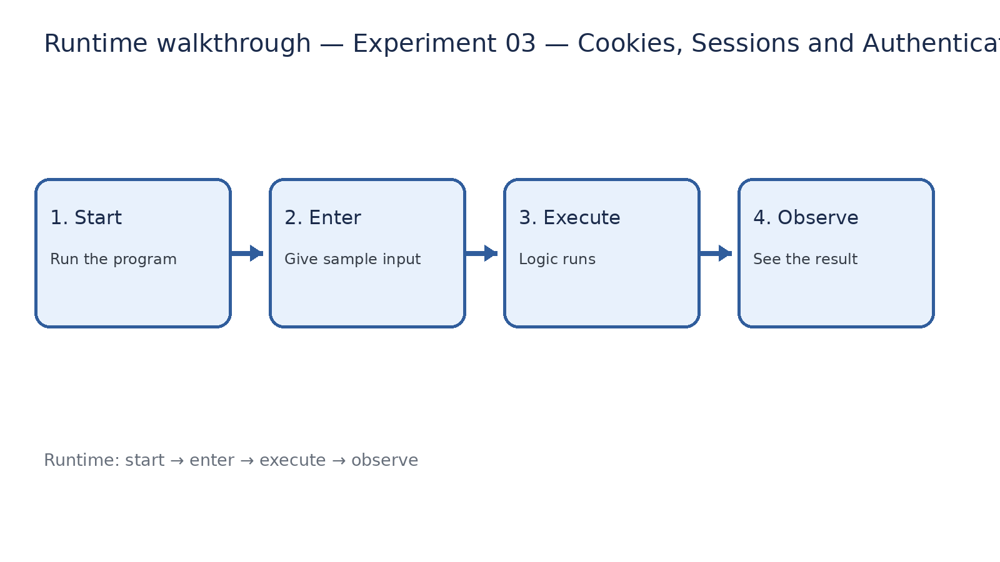 Runtime walkthrough — Experiment 03 — Cookies, Sessions and
1. Start
Run the program
2. Enter
Give sample input
3. Execute
Logic runs
4. Observe
See the result
Runtime: start → enter → execute → observe